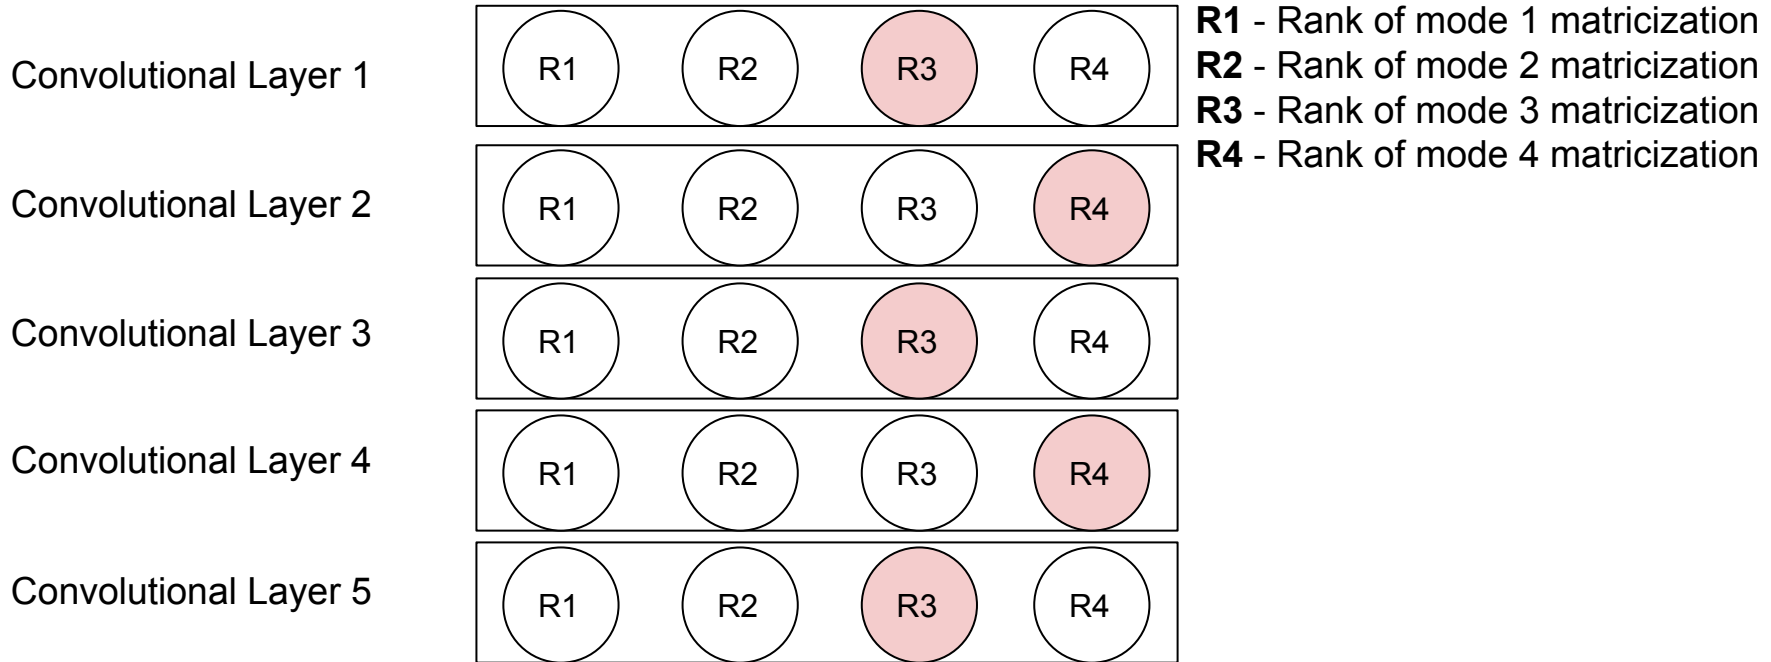 Convolutional Layer 1
R1 R2 R3 R4
R1 - Rank of mode 1 matricization
R2 - Rank of mode 2 matricization
R3 - Rank of mode 3 matricization
R4 - Rank of mode 4 matricization
Convolutional Layer 2
R1 R2 R3 R4
Convolutional Layer 3
R1 R2 R3 R4
Convolutional Layer 4
R1 R2 R3 R4
Convolutional Layer 5
R1 R2 R3 R4